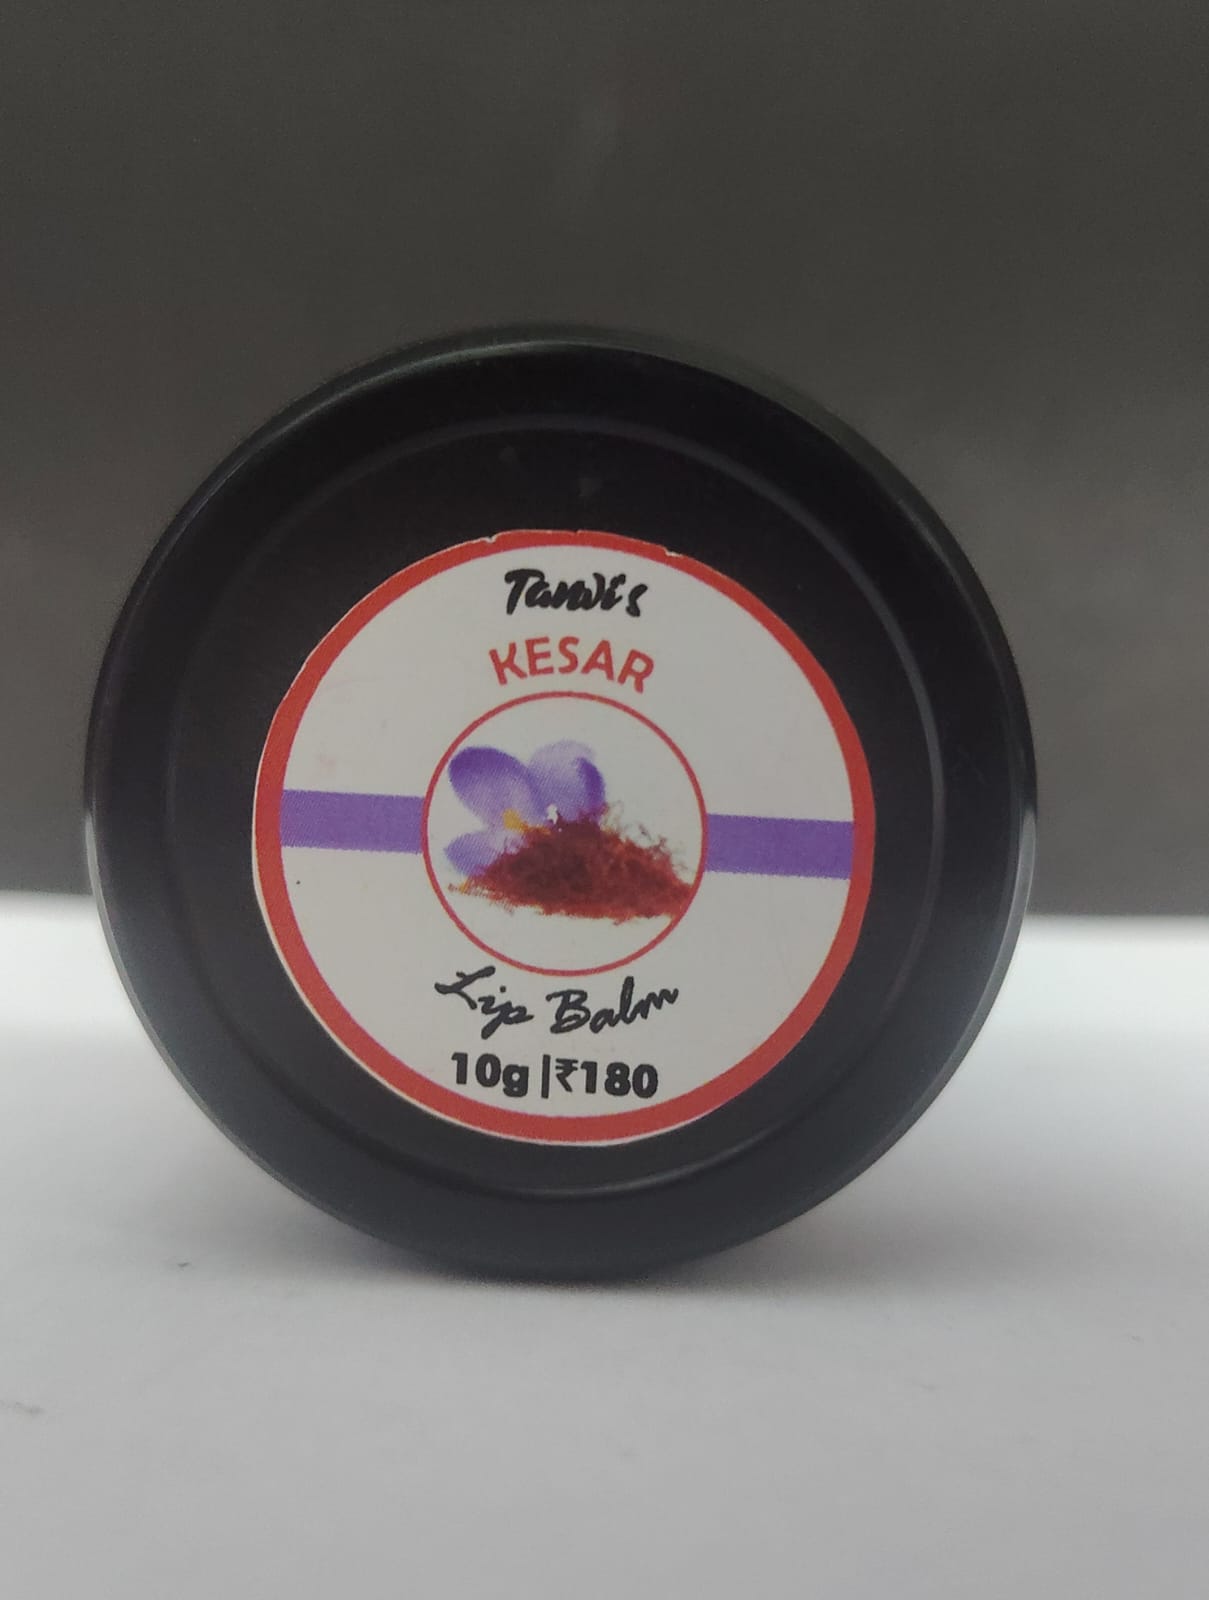 Tanvi's
KESAR
Lip Balm
10g|₹180